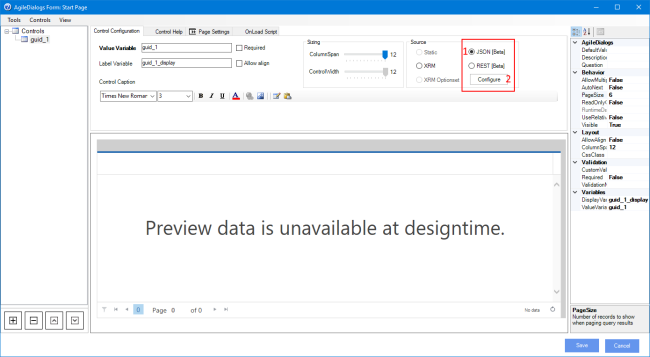 AgileDialogs Form: Start Page
Tools Controls View
Controls
guid_1
Control Configuration Control Help Page Settings OnLoad Script
Value Variable guid_1 Required
Label Variable guid_1_display Allow align
Control Caption
Times New Roman 3 B I U A
Sizing
ColumnSpan 12
ControlWidth 12
Source
Static 1 JSON [Beta]
XRM REST [Beta]
XRM Optionset Configure 2
Preview data is unavailable at designtime.
0 Page 0 of 0 No data
AgileDialogs
DefaultVal
Description
Question
Behavior
AllowMulti False
AutoNext False
PageSize 6
ReadOnly False
RuntimeDa
UseRelativ False
Visible True
Layout
AllowAlign False
ColumnSp 12
CssClass
Validation
CustomVal
Required False
ValidationM
Variables
DisplayVar guid_1_display
ValueVaria guid_1
PageSize
Number of records to show
when paging query results
Save Cancel